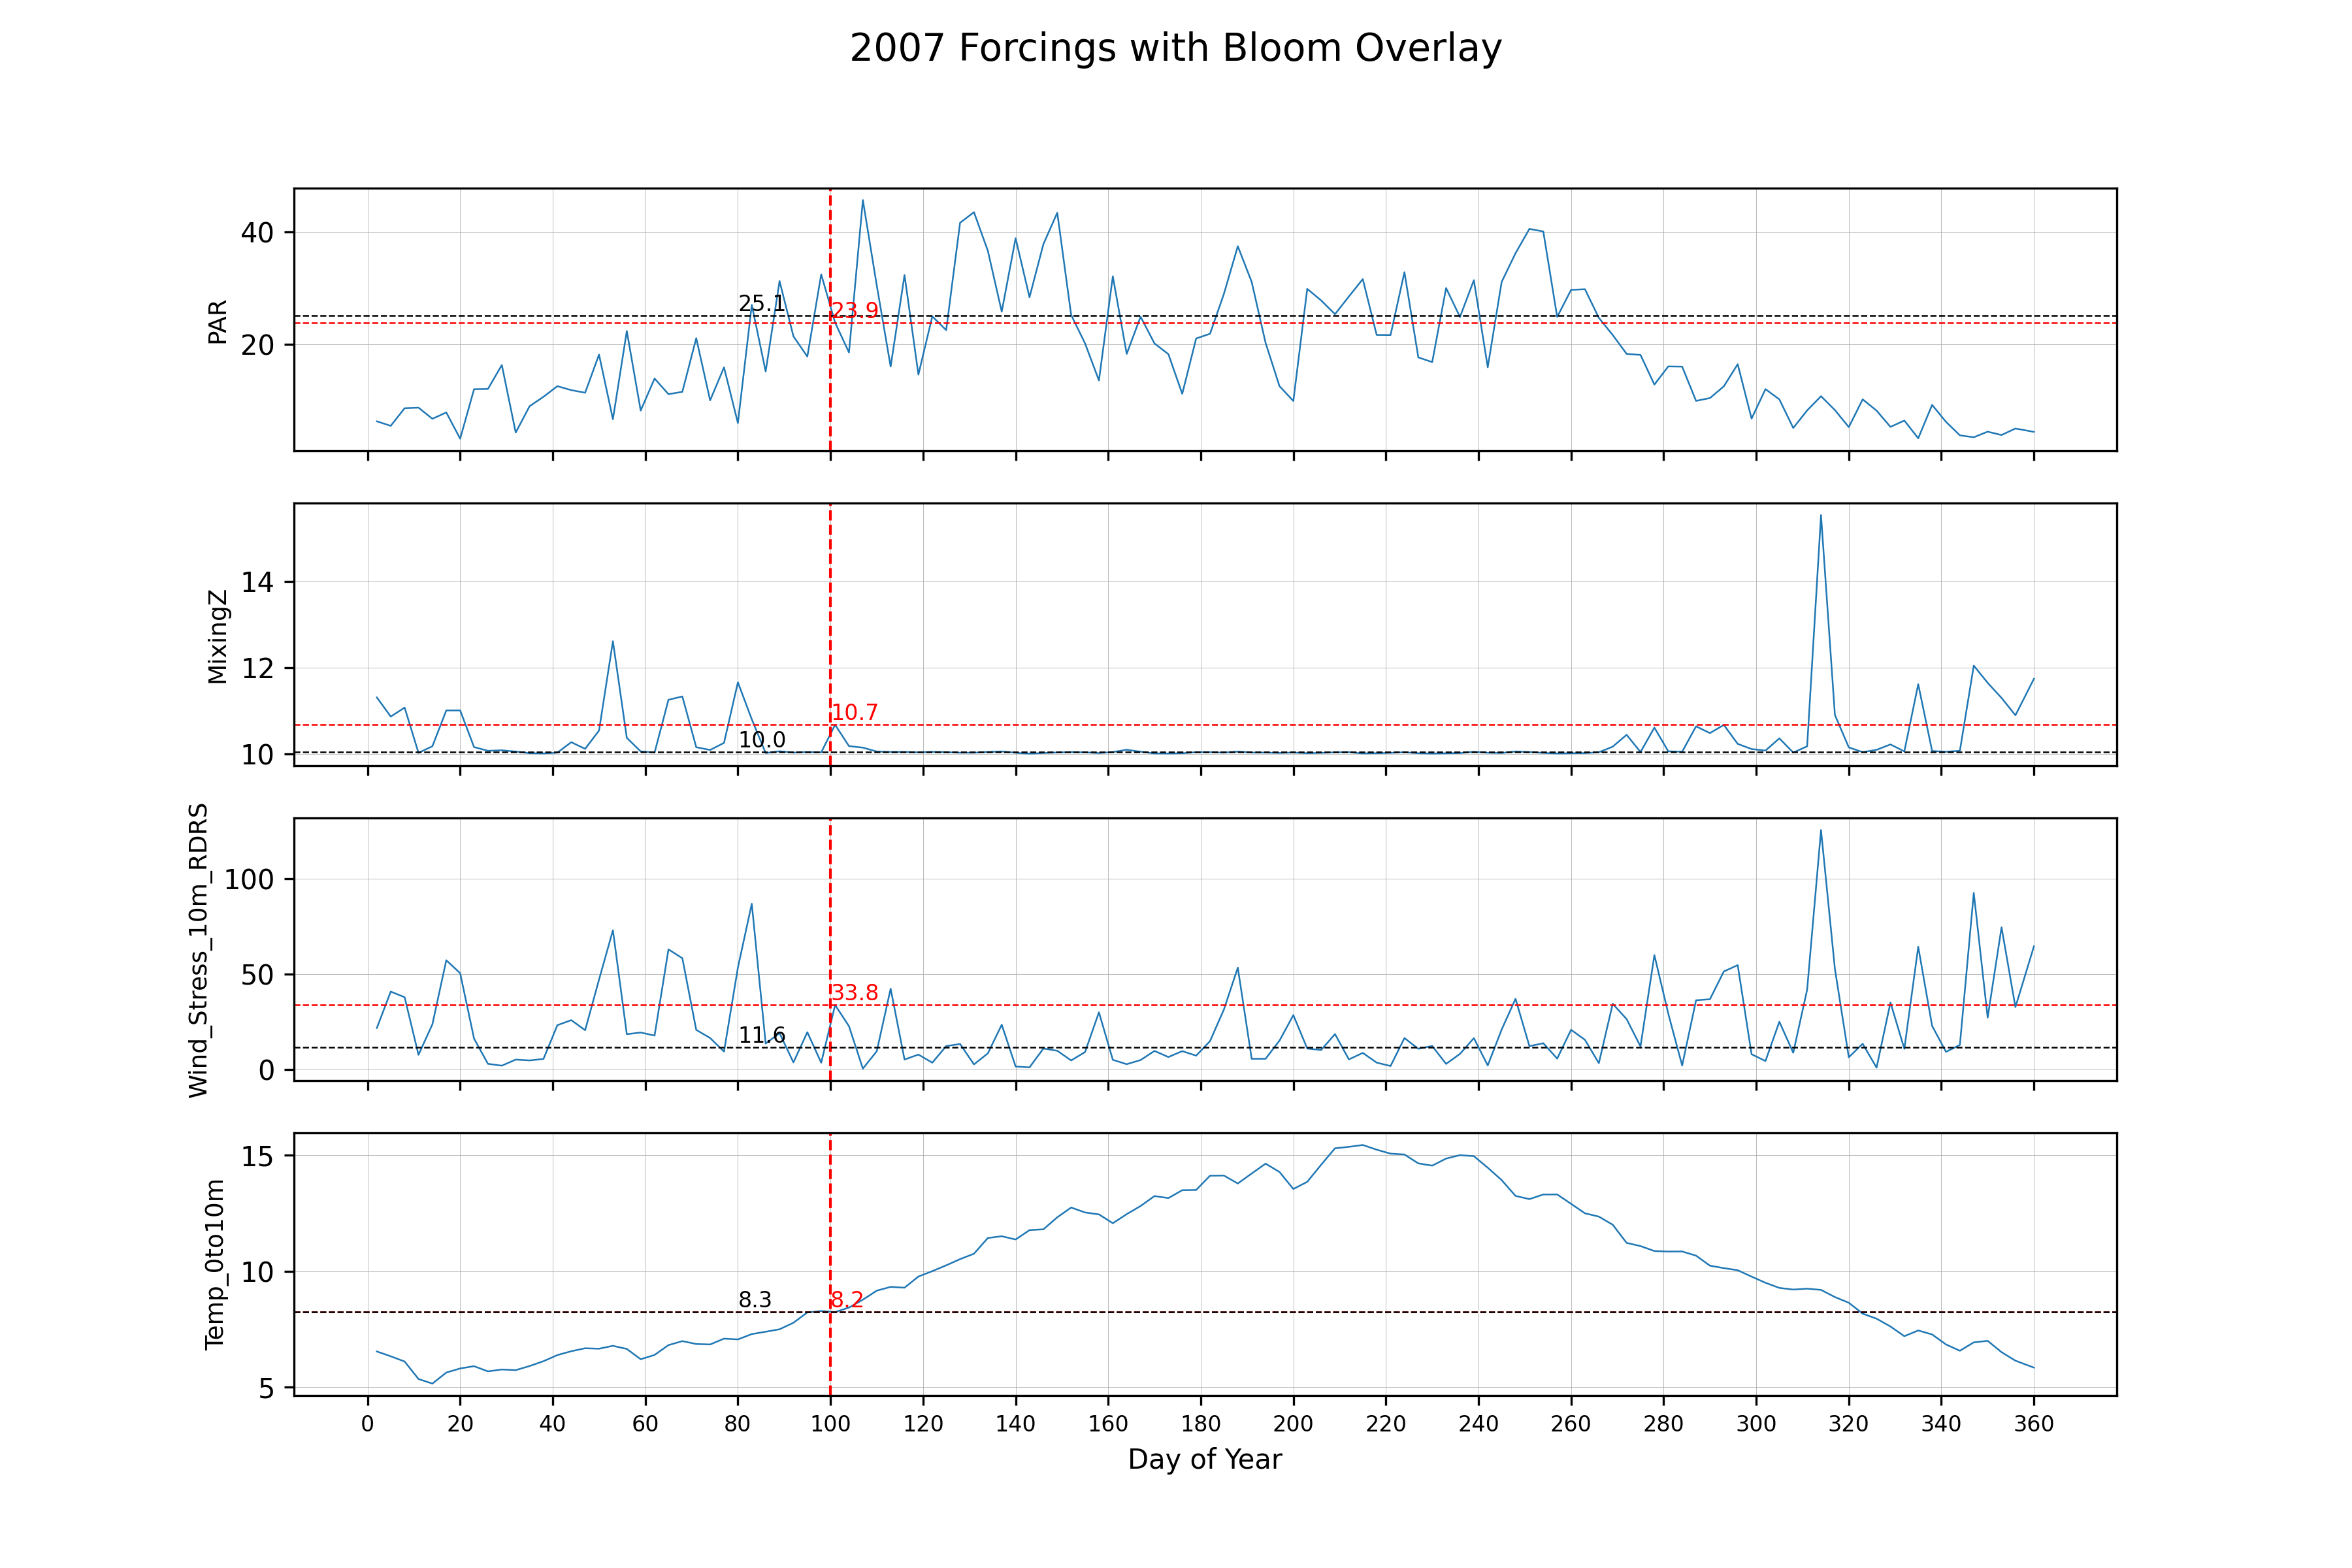 2007 Forcings with Bloom Overlay
PAR
40
20
25.1
23.9
MixingZ
14
12
10
10.7
10.0
Wind_Stress_10m_RDRS
100
50
0
33.8
11.6
Temp_0to10m
15
10
5
8.3
8.2
0 20 40 60 80 100 120 140 160 180 200 220 240 260 280 300 320 340 360
Day of Year